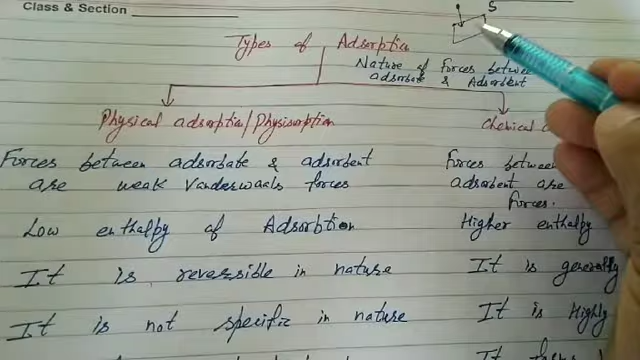 Class & Section
S
Types of Adsorption
Nature of Forces between
adsorbate & Adsorbent
Physical adsorption/Physisorption
Chemical
Forces between adsorbate & adsorbent
are weak Vanderwaals forces
Forces between
adsorbent are
forces.
Low enthalpy of Adsorption
Higher enthalpy
It is reversible in nature
It is generally
It is not specific in nature
It is Highly